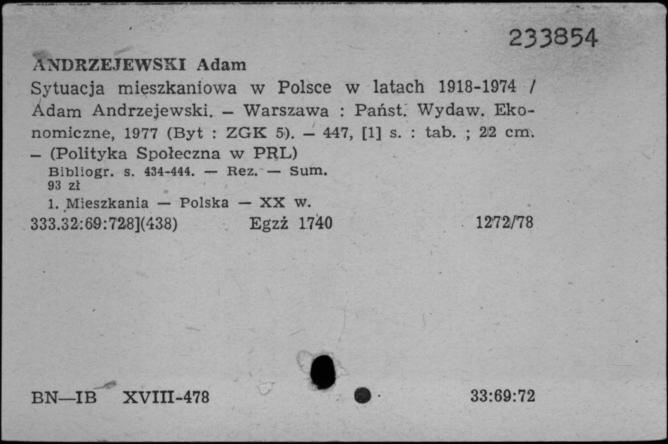 233854
ANDRZEJEWSKI Adam
Sytuacja mieszkaniowa w Polsce w latach 1918-1974 /
Adam Andrzejewski. — Warszawa : Państ. Wydaw. Eko-
nomiczne, 1977 (Byt : ZGK 5). — 447, [1] s. : tab. ; 22 cm.
— (Polityka Społeczna w PRL)
Bibliogr. s. 434-444. — Rez. — Sum.
93 zł
1. Mieszkania — Polska — XX w.
333.32:69:728](438) Egzż 1740 1272/78
BN—IB XVIII-478 33:69:72